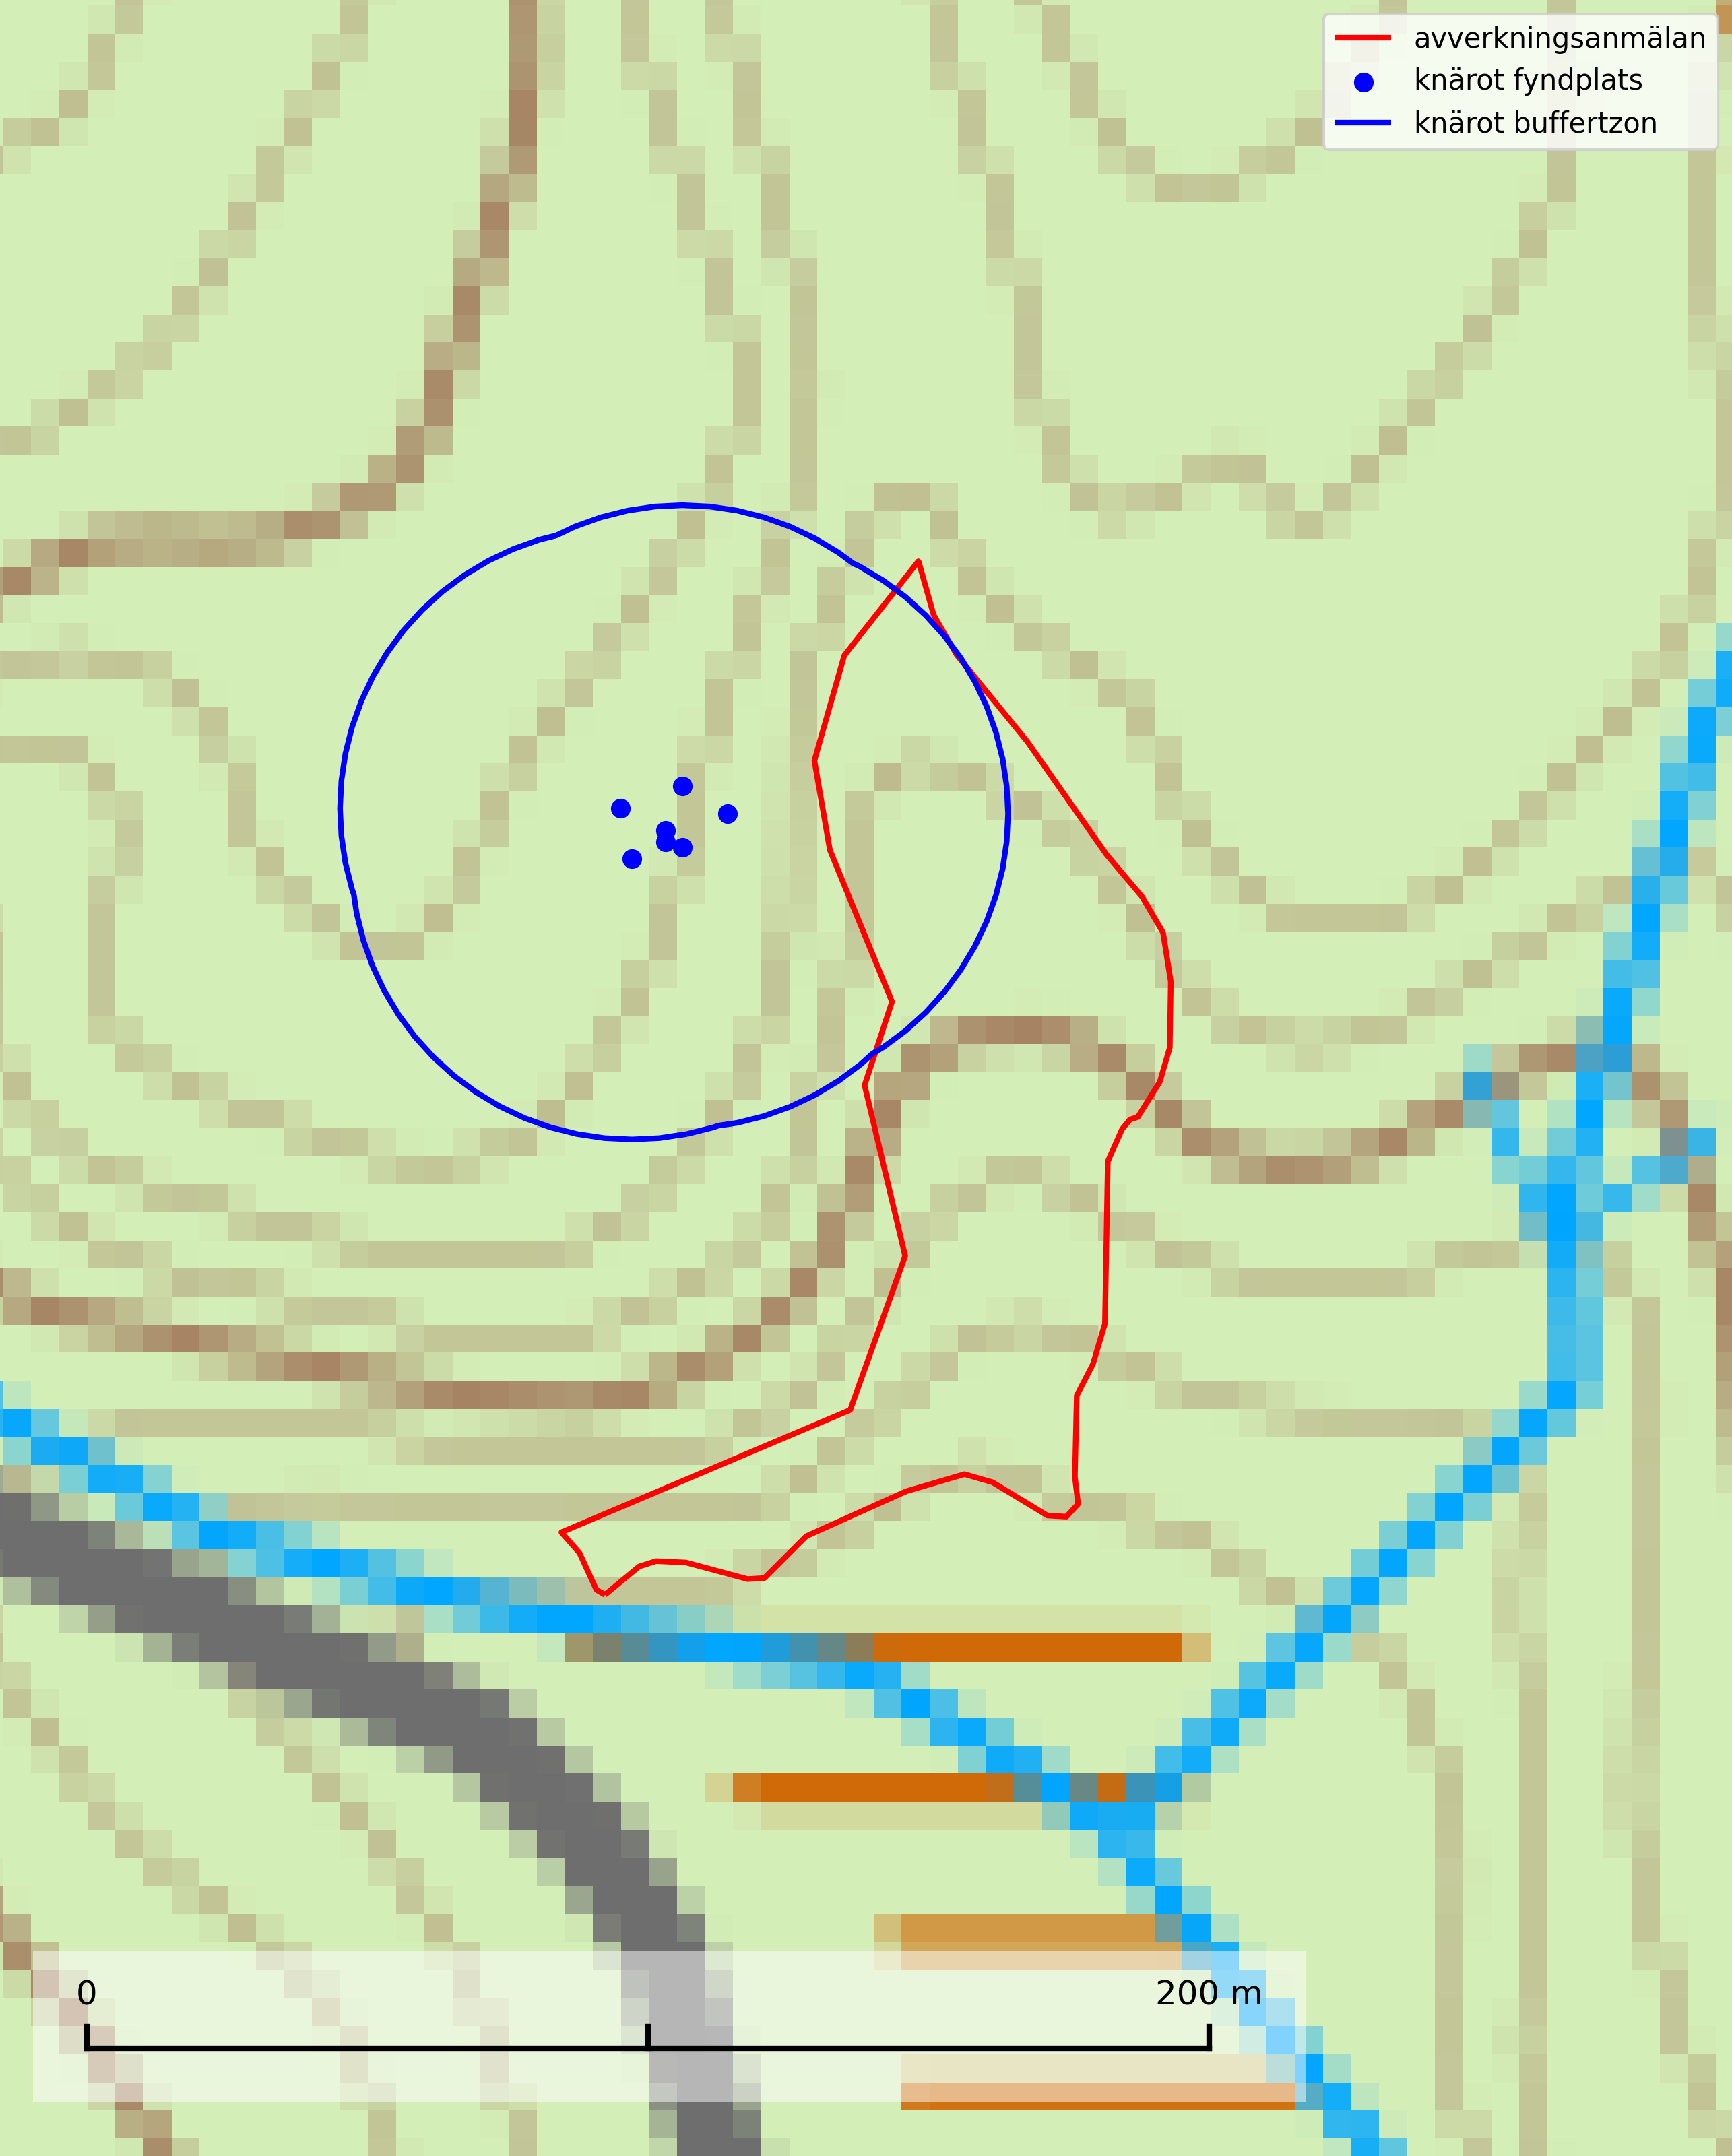 avverkningsanmälan
knärot fyndplats
knärot buffertzon
0
200 m